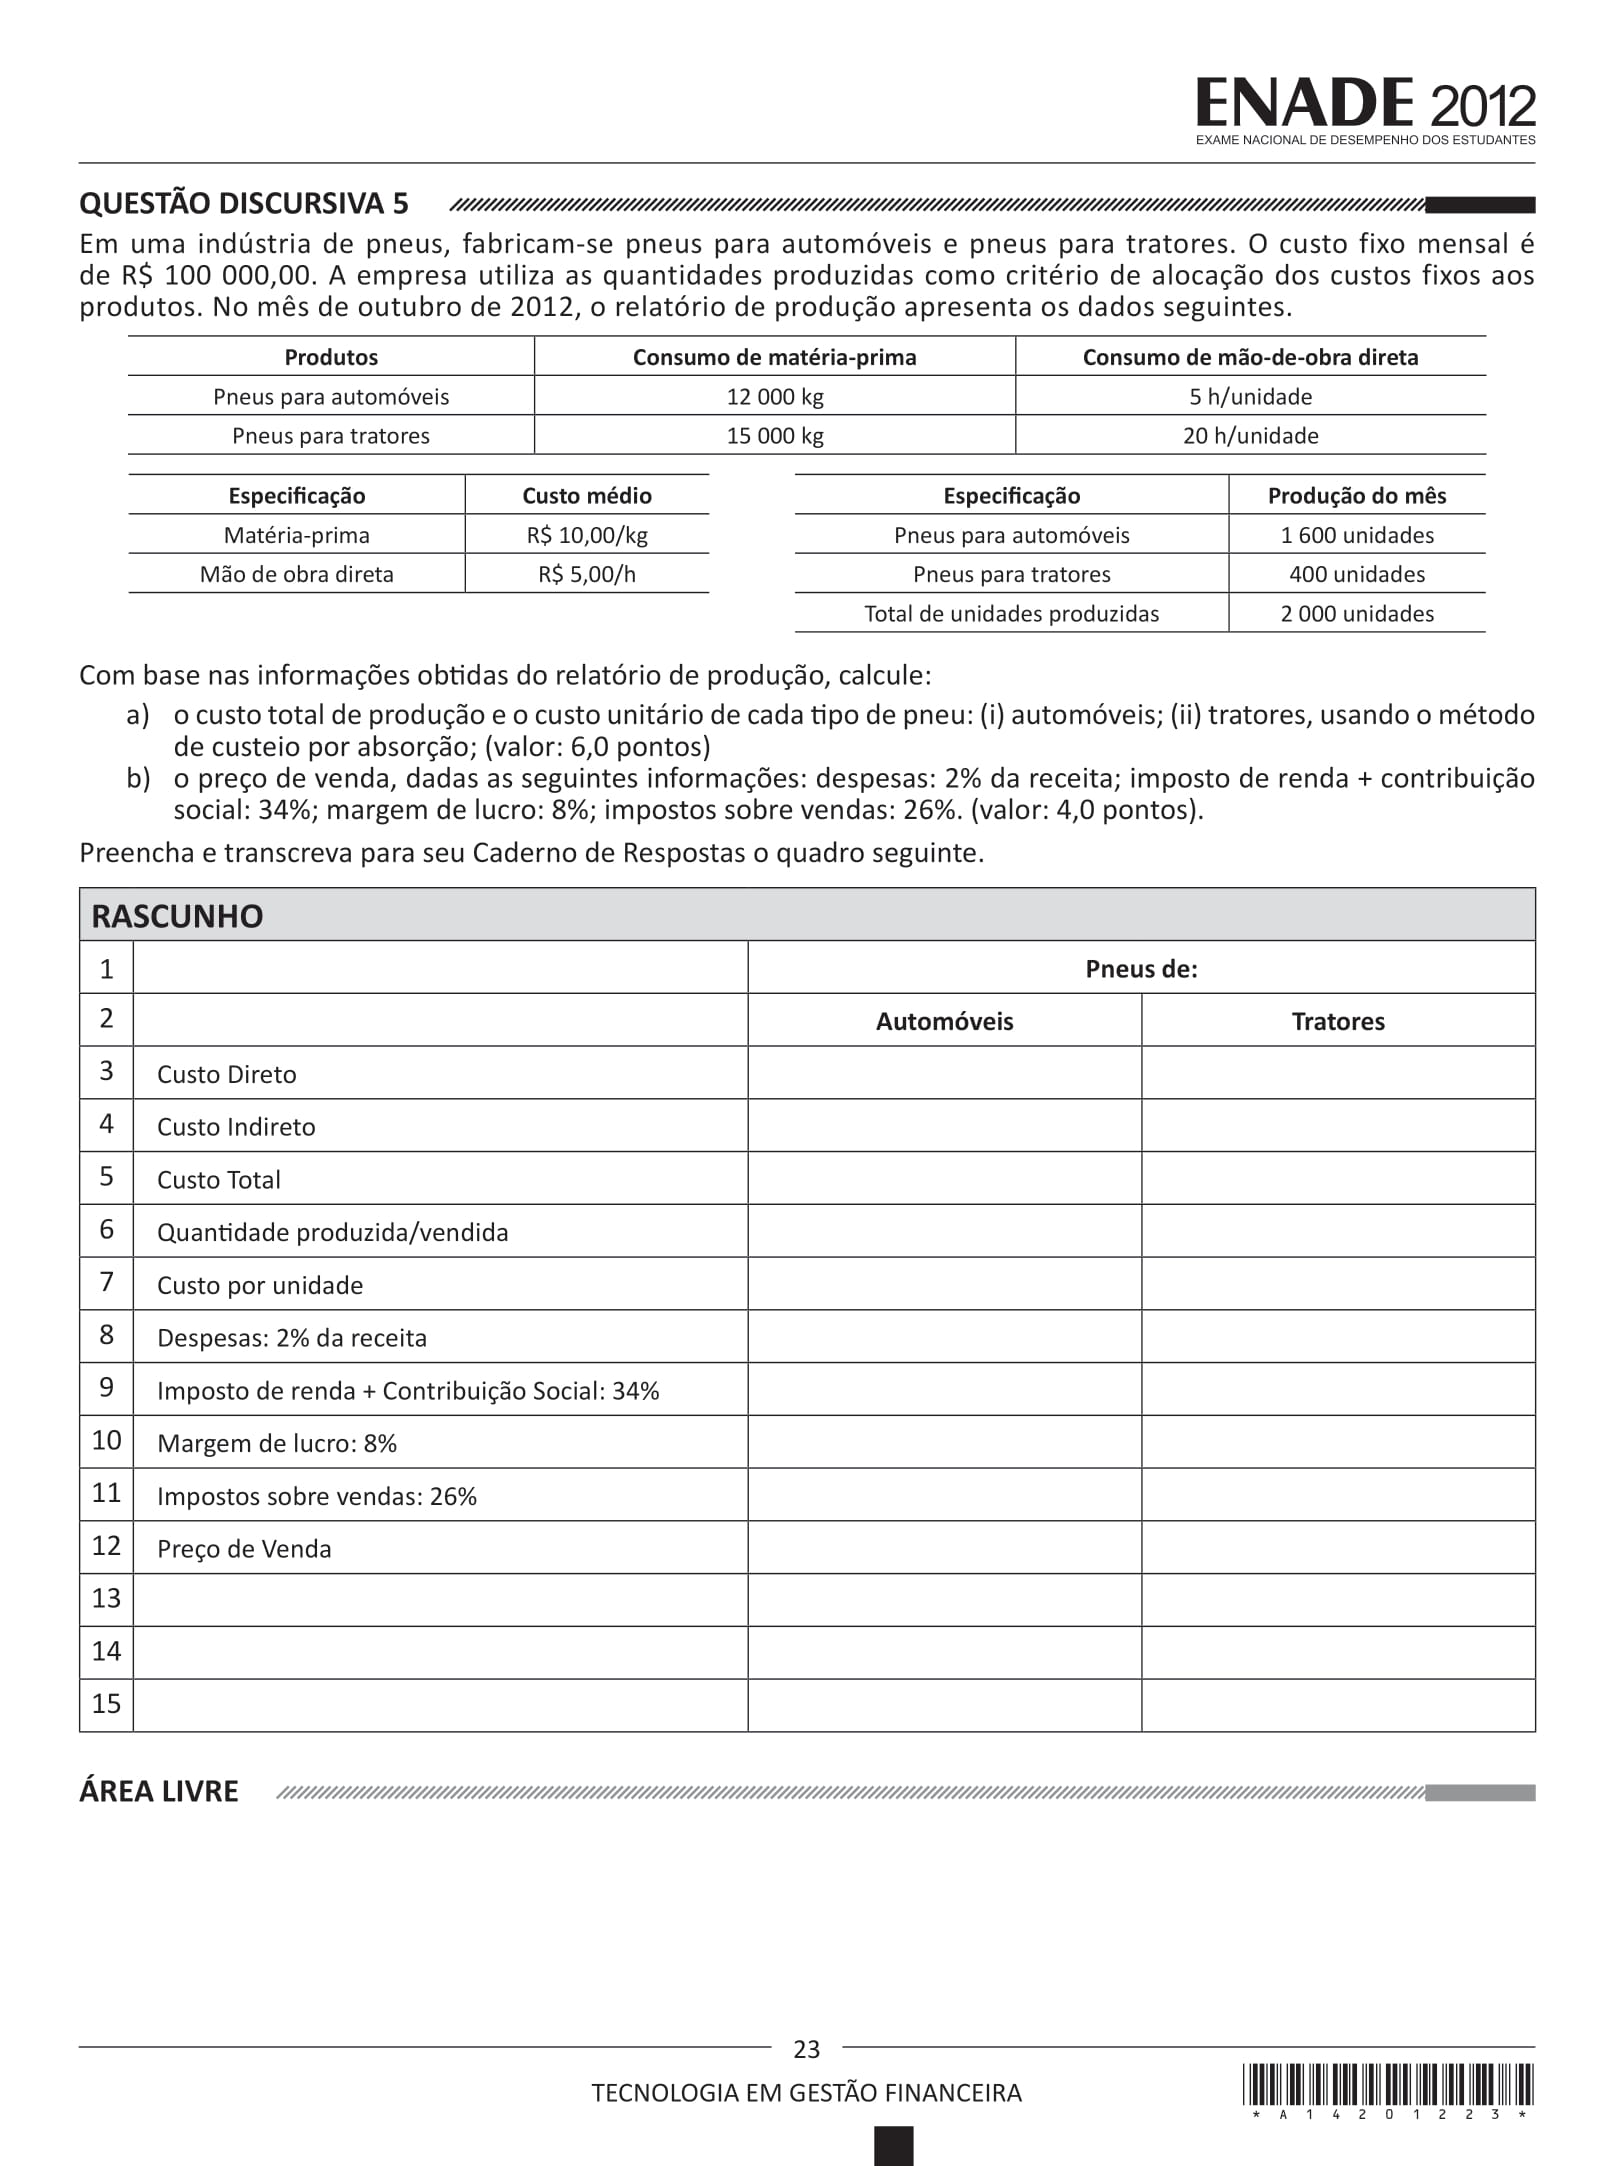 ENADE 2012
EXAME NACIONAL DE DESEMPENHO DOS ESTUDANTES
QUESTÃO DISCURSIVA 5
Em uma indústria de pneus, fabricam-se pneus para automóveis e pneus para tratores. O custo fixo mensal é
de R$ 100 000,00. A empresa utiliza as quantidades produzidas como critério de alocação dos custos fixos aos
produtos. No mês de outubro de 2012, o relatório de produção apresenta os dados seguintes.
Produtos Consumo de matéria-prima Consumo de mão-de-obra direta
Pneus para automóveis 12 000 kg 5 h/unidade
Pneus para tratores 15 000 kg 20 h/unidade
Especificação Custo médio
Matéria-prima R$ 10,00/kg
Mão de obra direta R$ 5,00/h
Especificação Produção do mês
Pneus para automóveis 1 600 unidades
Pneus para tratores 400 unidades
Total de unidades produzidas 2 000 unidades
Com base nas informações obtidas do relatório de produção, calcule:
a) o custo total de produção e o custo unitário de cada tipo de pneu: (i) automóveis; (ii) tratores, usando o método
de custeio por absorção; (valor: 6,0 pontos)
b) o preço de venda, dadas as seguintes informações: despesas: 2% da receita; imposto de renda + contribuição
social: 34%; margem de lucro: 8%; impostos sobre vendas: 26%. (valor: 4,0 pontos).
Preencha e transcreva para seu Caderno de Respostas o quadro seguinte.
RASCUNHO
1 Pneus de:
2 Automóveis Tratores
3 Custo Direto
4 Custo Indireto
5 Custo Total
6 Quantidade produzida/vendida
7 Custo por unidade
8 Despesas: 2% da receita
9 Imposto de renda + Contribuição Social: 34%
10 Margem de lucro: 8%
11 Impostos sobre vendas: 26%
12 Preço de Venda
13
14
15
ÁREA LIVRE
23
TECNOLOGIA EM GESTÃO FINANCEIRA
* A 1 4 2 0 1 2 2 3 *